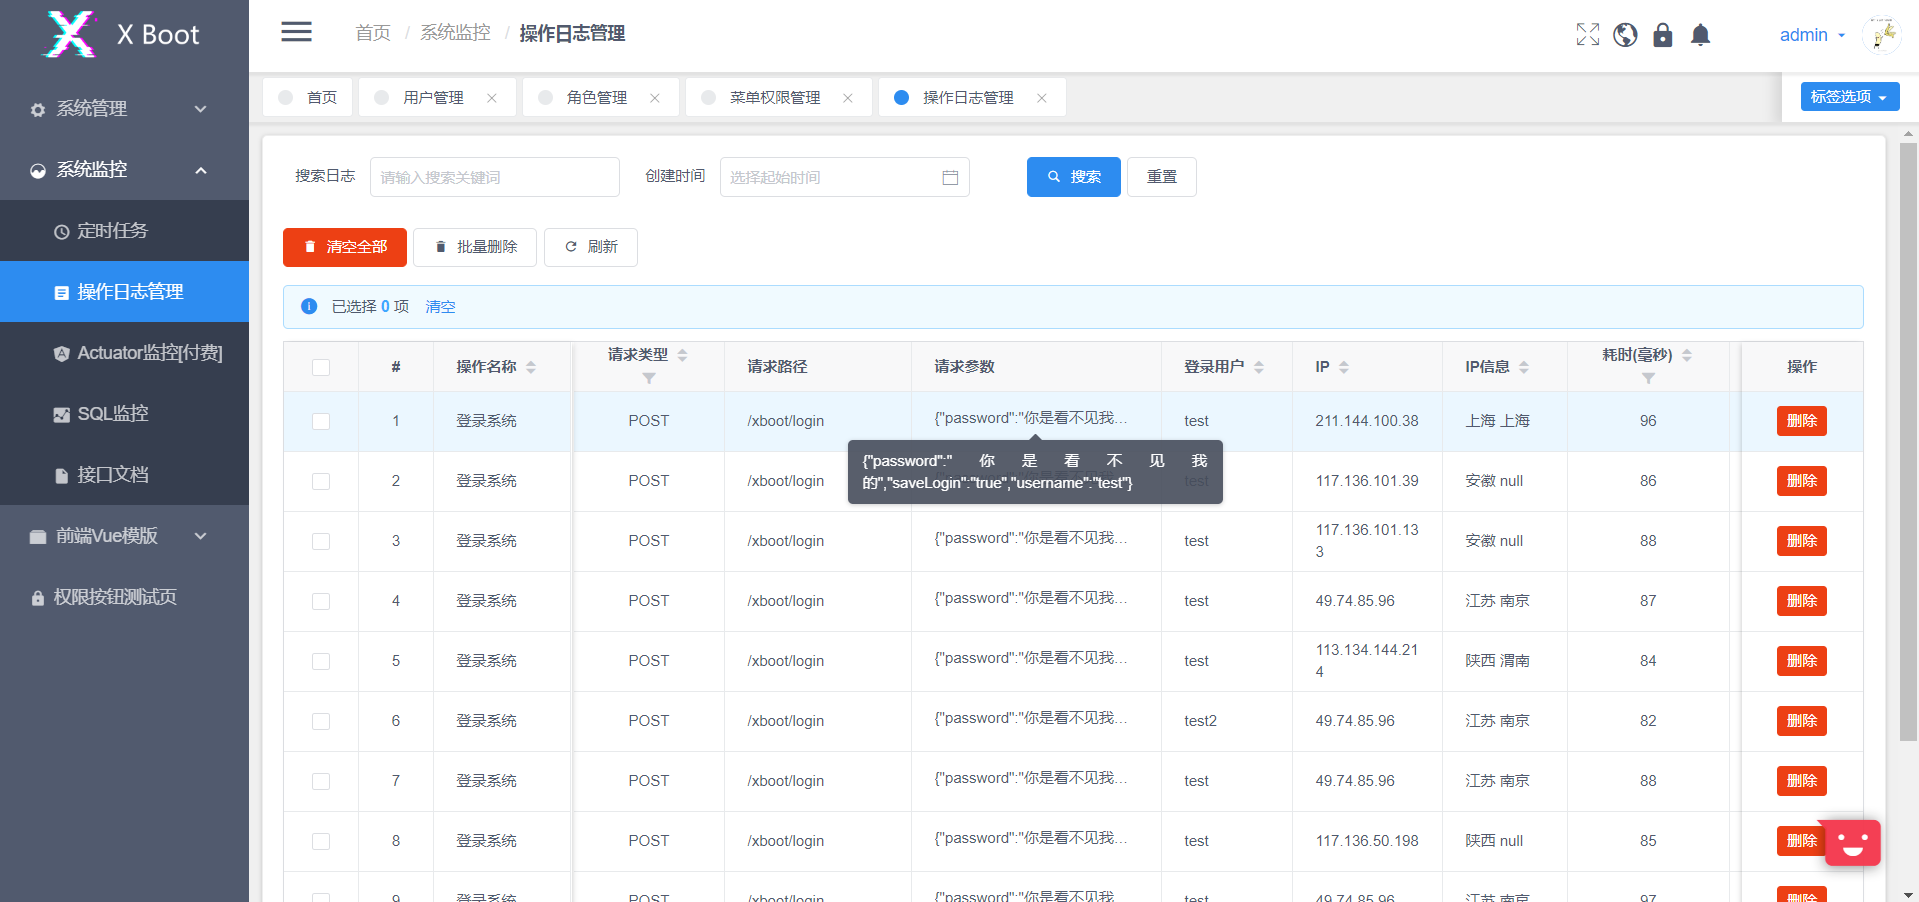 X Boot
首页 / 系统监控 / 操作日志管理
admin
系统管理
系统监控
定时任务
操作日志管理
Actuator监控[付费]
SQL监控
接口文档
前端Vue模版
权限按钮测试页
首页 用户管理 角色管理 菜单权限管理 操作日志管理 标签选项
搜索日志 请输入搜索关键词 创建时间 选择起始时间 搜索 重置
清空全部 批量删除 刷新
已选择 0 项 清空
# 操作名称 请求类型 请求路径 请求参数 登录用户 IP IP信息 耗时(毫秒) 操作
1 登录系统 POST /xboot/login {"password":"你是看不见我... test 211.144.100.38 上海 上海 96 删除
{"password":"你是看不见我
的","saveLogin":"true","username":"test"}
2 登录系统 POST /xboot/login test 117.136.101.39 安徽 null 86 删除
3 登录系统 POST /xboot/login {"password":"你是看不见我... test 117.136.101.13
3 安徽 null 88 删除
4 登录系统 POST /xboot/login {"password":"你是看不见我... test 49.74.85.96 江苏 南京 87 删除
5 登录系统 POST /xboot/login {"password":"你是看不见我... test 113.134.144.21
4 陕西 渭南 84 删除
6 登录系统 POST /xboot/login {"password":"你是看不见我... test2 49.74.85.96 江苏 南京 82 删除
7 登录系统 POST /xboot/login {"password":"你是看不见我... test 49.74.85.96 江苏 南京 88 删除
8 登录系统 POST /xboot/login {"password":"你是看不见我... test 117.136.50.198 陕西 null 85 删除
9 登录系统 POST /xboot/login {"password":"你是看不见我... test 49.74.85.96 江苏 南京 97 删除